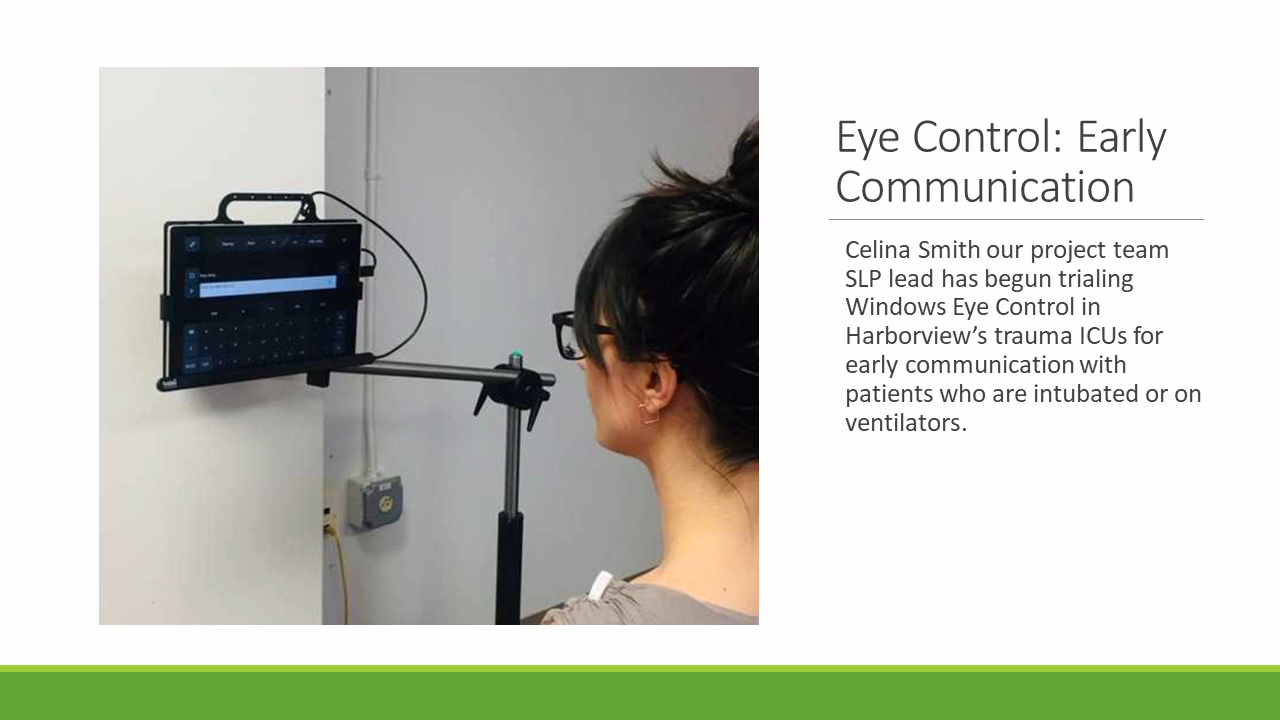 Eye Control: Early
Communication
Celina Smith our project team
SLP lead has begun trialing
Windows Eye Control in
Harborview’s trauma ICUs for
early communication with
patients who are intubated or on
ventilators.